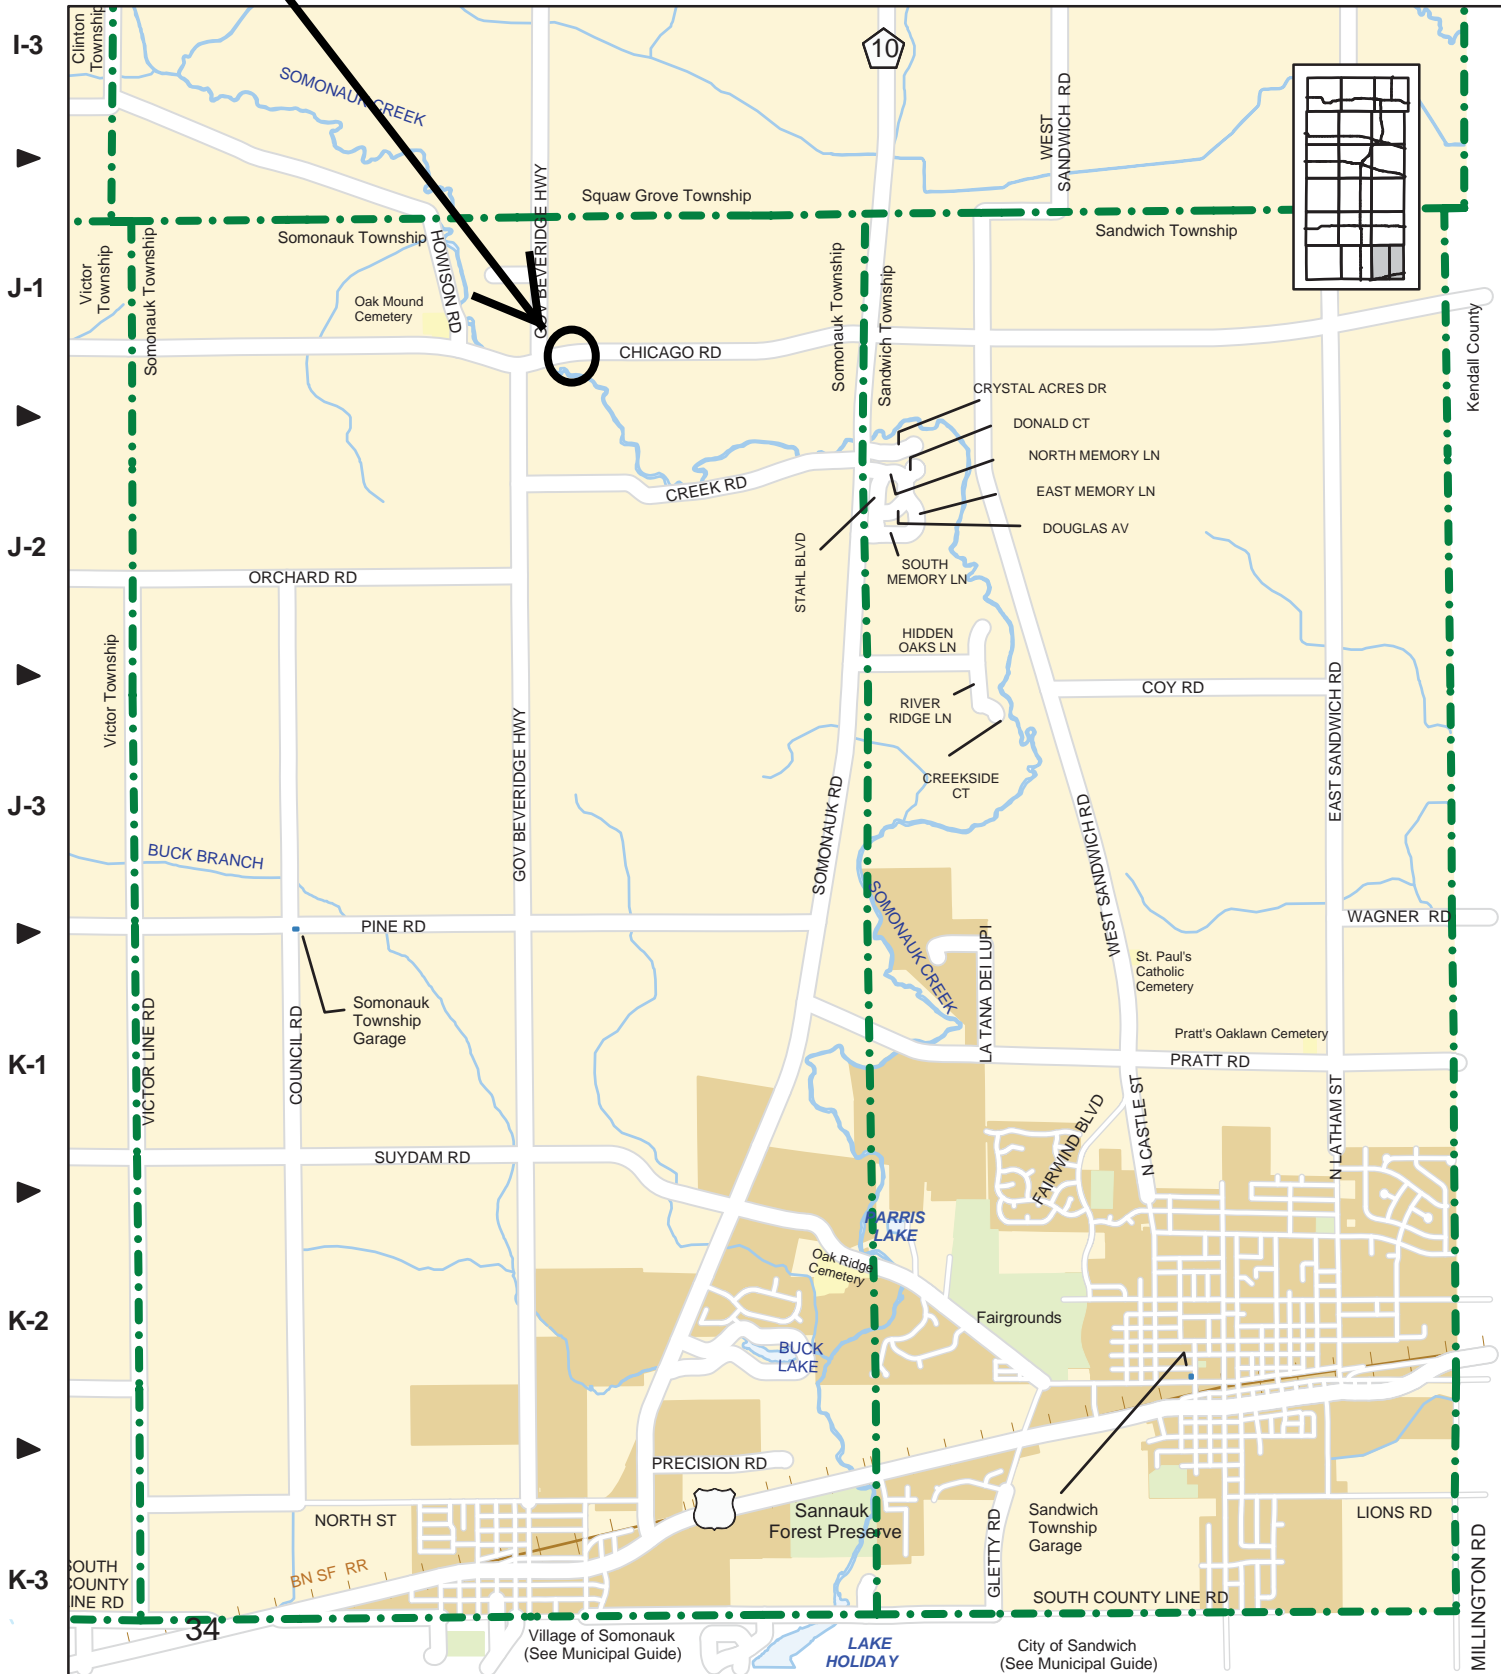 I-3
Clinton
Township
SOMONAUK CREEK
10
WEST
SANDWICH RD
GOV BEVERIDGE HWY
Squaw Grove Township
Somonauk Township
Sandwich Township
Victor
Township
Somonauk Township
HOWISON RD
Somonauk Township
Sandwich Township
J-1
Oak Mound
Cemetery
CHICAGO RD
Kendall County
CRYSTAL ACRES DR
DONALD CT
NORTH MEMORY LN
CREEK RD
EAST MEMORY LN
DOUGLAS AV
J-2
STAHL BLVD
SOUTH
MEMORY LN
ORCHARD RD
Victor Township
HIDDEN
OAKS LN
COY RD
EAST SANDWICH RD
RIVER
RIDGE LN
GOV BEVERIDGE HWY
CREEKSIDE
CT
J-3
SOMONAUK RD
WEST SANDWICH RD
BUCK BRANCH
SOMONAUK CREEK
PINE RD
WAGNER RD
LA TANA DEI LUPI
St. Paul's
Catholic
Cemetery
Somonauk
Township
Garage
VICTOR LINE RD
COUNCIL RD
Pratt's Oaklawn Cemetery
K-1
PRATT RD
FAIRWIND BLVD
N CASTLE ST
N LATHAM ST
SUYDAM RD
HARRIS
LAKE
Oak Ridge
Cemetery
K-2
Fairgrounds
BUCK
LAKE
PRECISION RD
Sannauk
Forest Preserve
NORTH ST
GLETTY RD
Sandwich
Township
Garage
LIONS RD
K-3
SOUTH
COUNTY
INE RD
BN SF RR
SOUTH COUNTY LINE RD
MILLINGTON RD
34
Village of Somonauk
(See Municipal Guide)
LAKE
HOLIDAY
City of Sandwich
(See Municipal Guide)